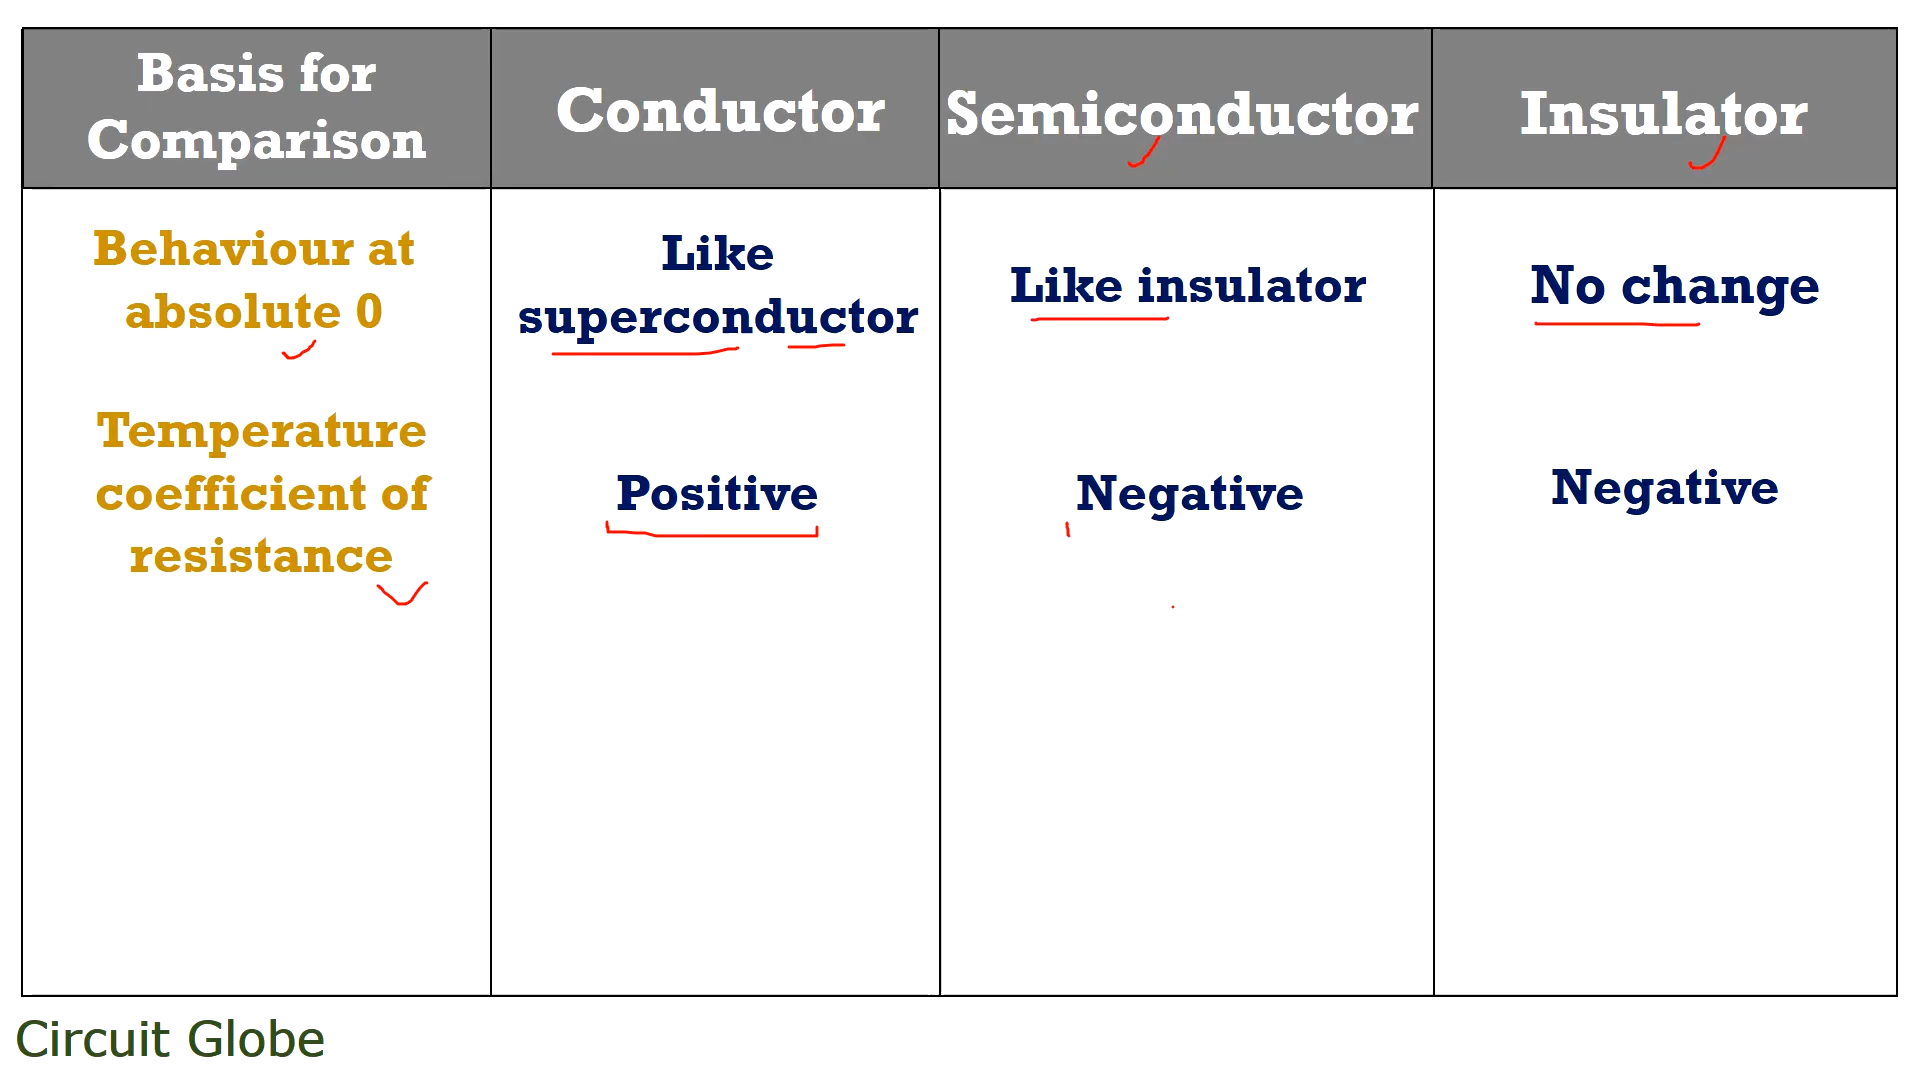 Basis for
Comparison
Conductor
Semiconductor
Insulator
Behaviour at
absolute 0
Like
superconductor
Like insulator
No change
Temperature
coefficient of
resistance
Positive
Negative
Negative
Circuit Globe